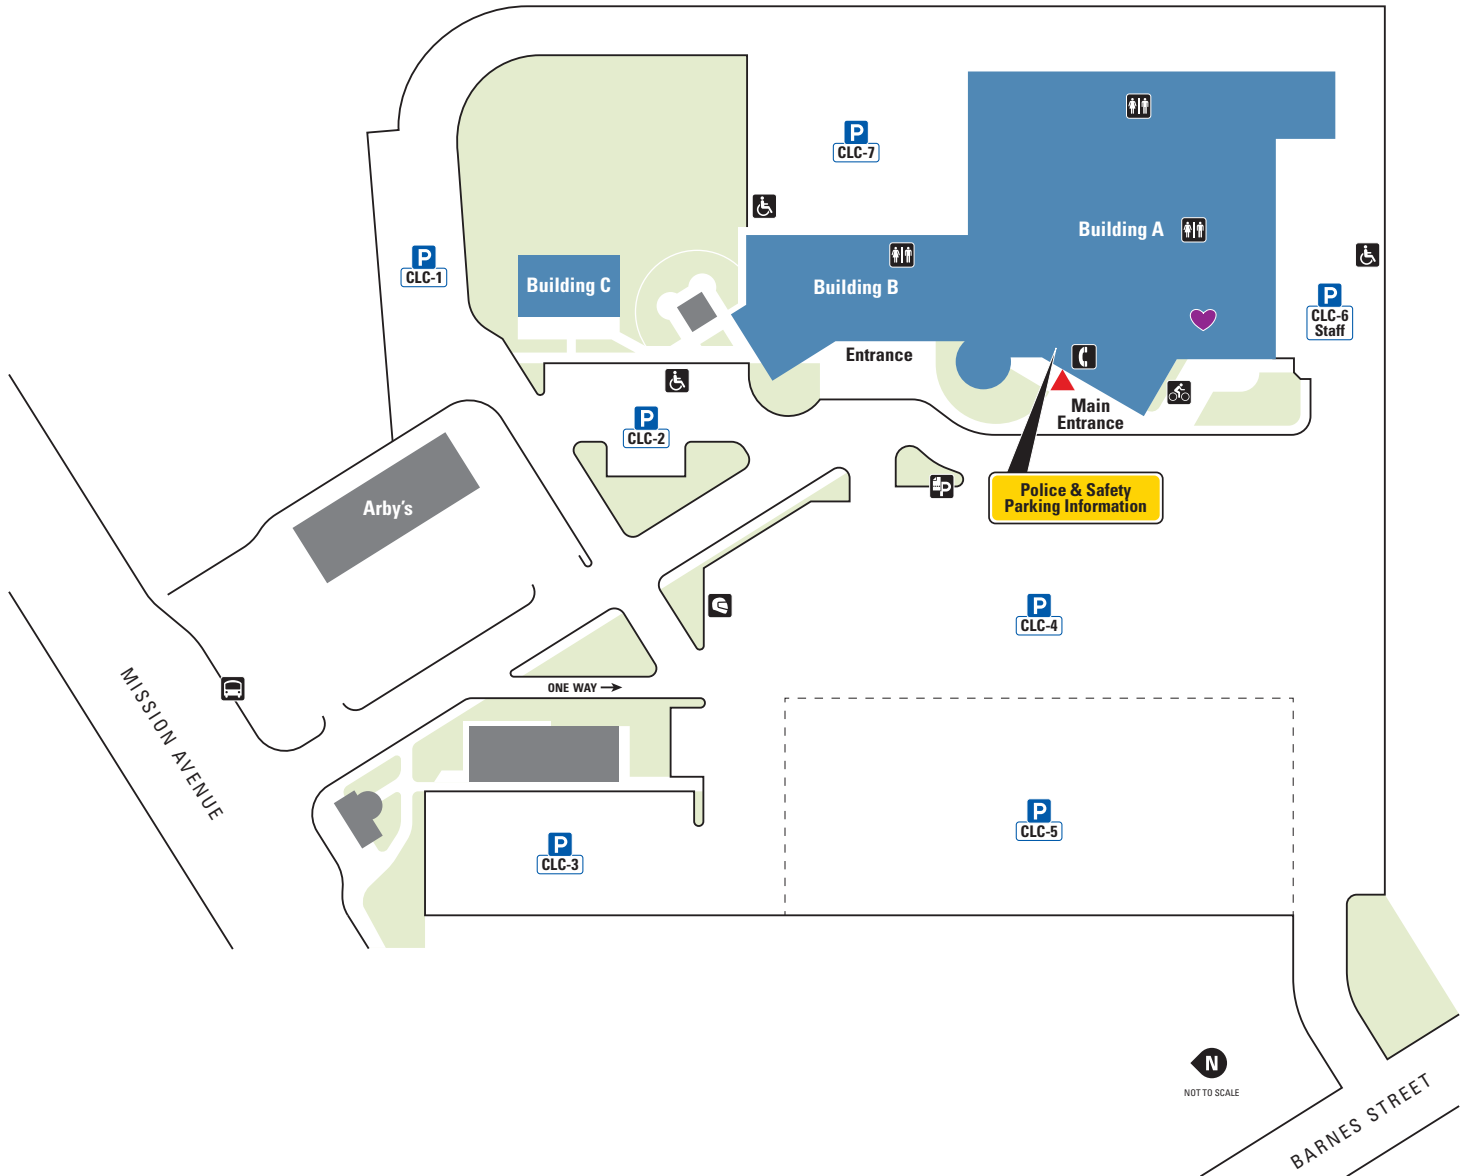 P
CLC-7
Building A
P
CLC-1
Building C
Building B
P
CLC-6
Staff
Entrance
Main
Entrance
P
CLC-2
Arby's
P
Police & Safety
Parking Information
P
CLC-4
MISSION AVENUE
ONE WAY
P
CLC-5
P
CLC-3
N
NOT TO SCALE
BARNES STREET